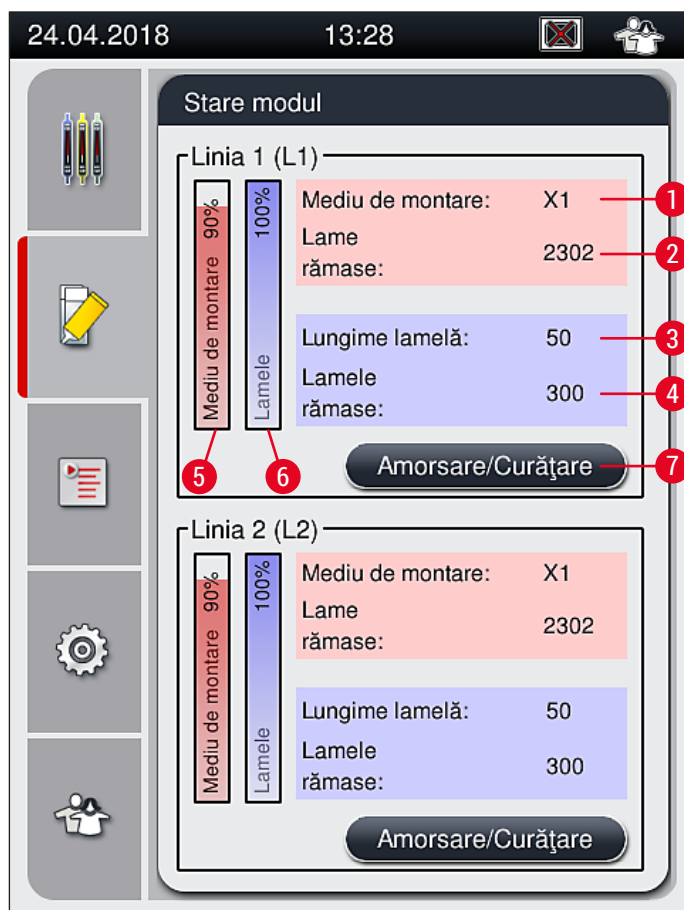 24.04.2018 13:28
Stare modul
Linia 1 (L1)
Mediu de montare 90%
Lamele 100%
Mediu de montare: X1
Lame
rămase: 2302
Lungime lamelă: 50
Lamele
rămase: 300
Amorsare/Curăţare
1
2
3
4
5
6
7
Linia 2 (L2)
Mediu de montare 90%
Lamele 100%
Mediu de montare: X1
Lame
rămase: 2302
Lungime lamelă: 50
Lamele
rămase: 300
Amorsare/Curăţare